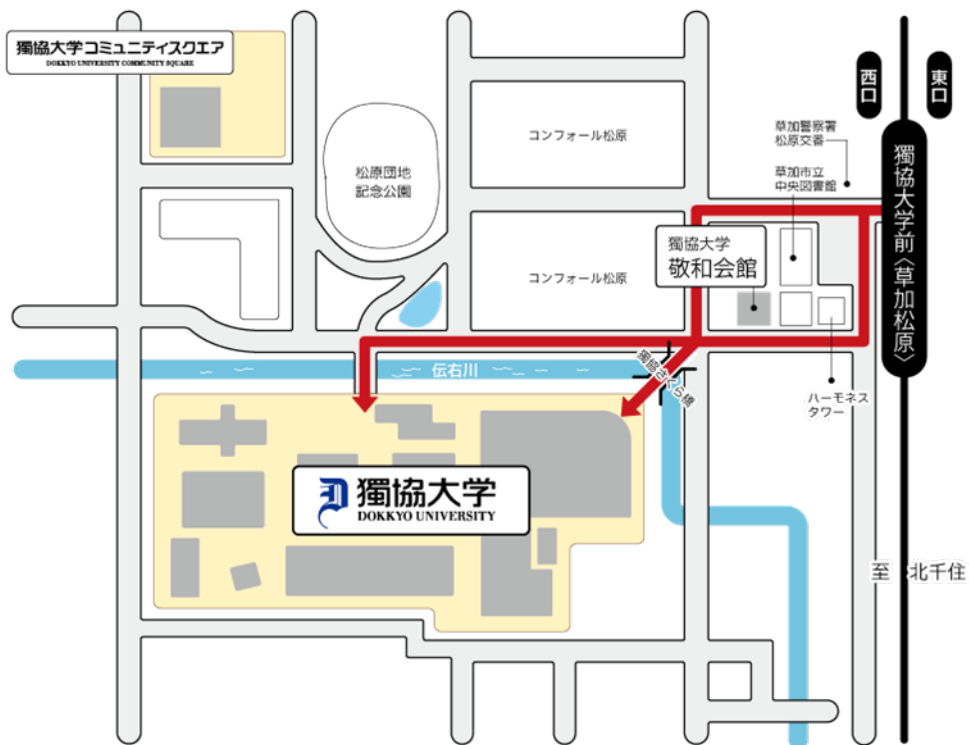 獨協大学コミュニティスクエア
DOKKYO UNIVERSITY COMMUNITY SQUARE
西口
東口
コンフォール松原
草加警察署
松原交番
松原団地
記念公園
草加市立
中央図書館
獨協大学前〈草加松原〉
獨協大学
敬和会館
コンフォール松原
伝右川
獨協さくら橋
ハーモネス
タワー
獨協大学
DOKKYO UNIVERSITY
至 北千住